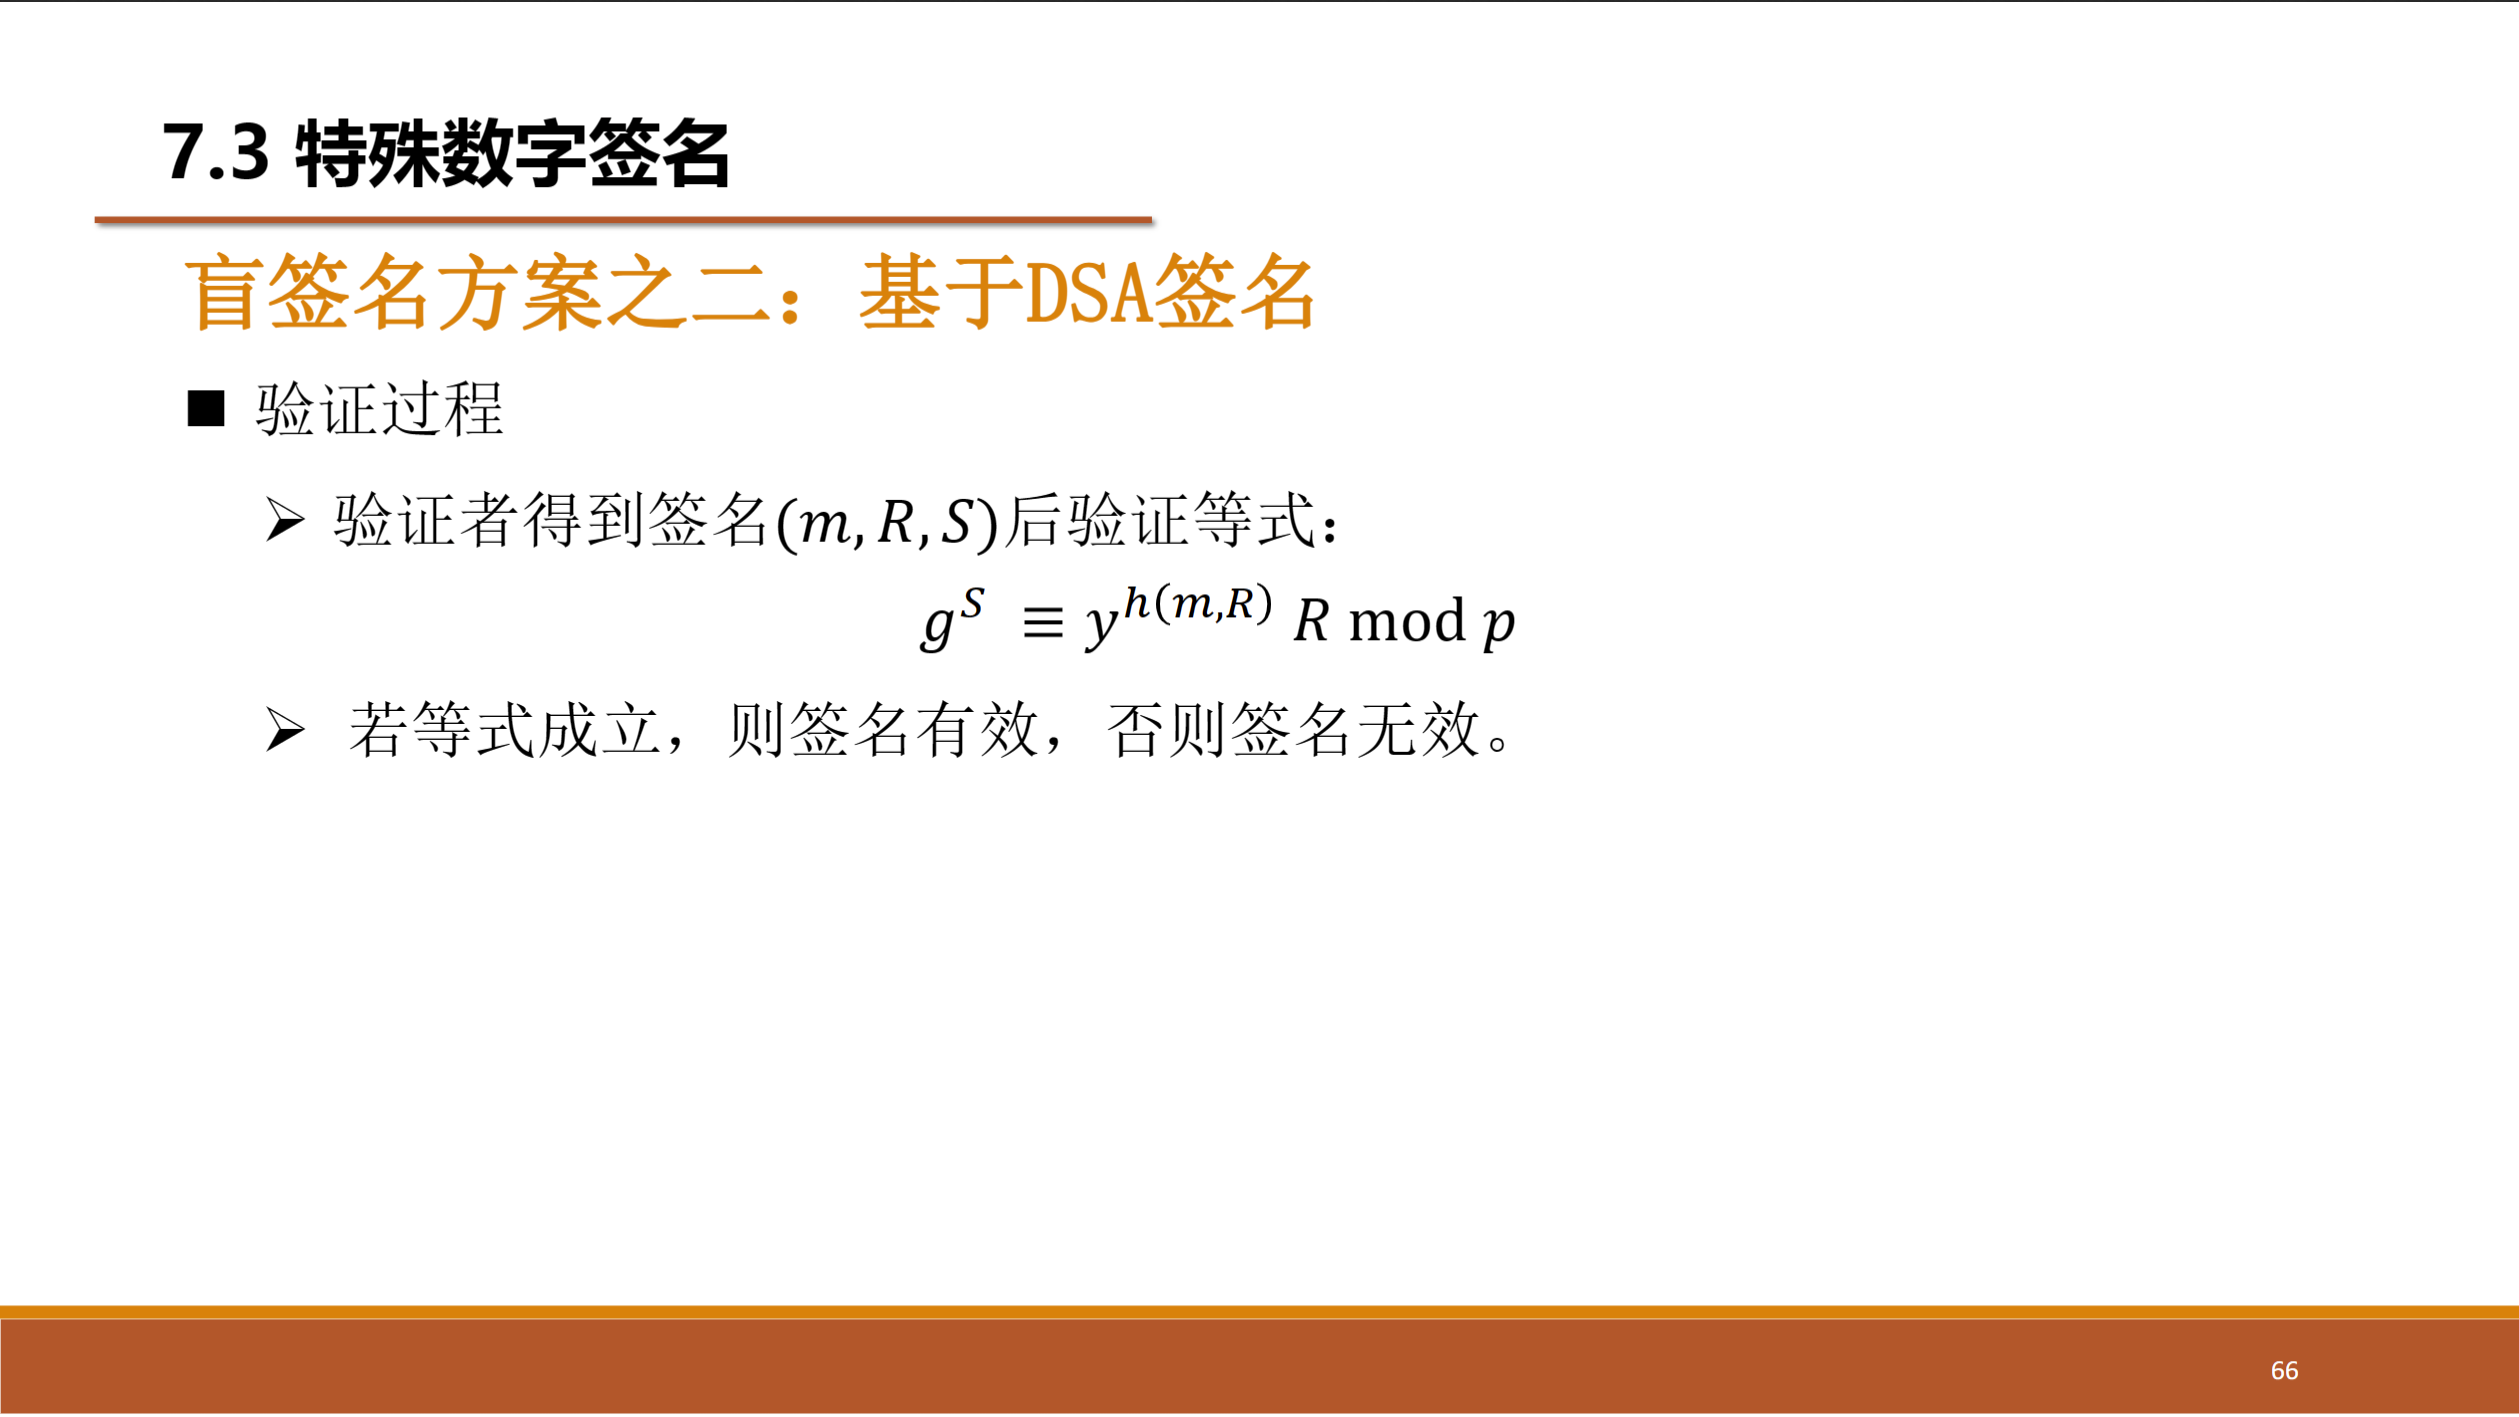 7.3 特殊数字签名
盲签名方案之二：基于DSA签名
■ 验证过程
➢ 验证者得到签名(m, R, S)后验证等式：
g^S ≡ y^{h(m,R)} R mod p
➢ 若等式成立，则签名有效，否则签名无效。
66